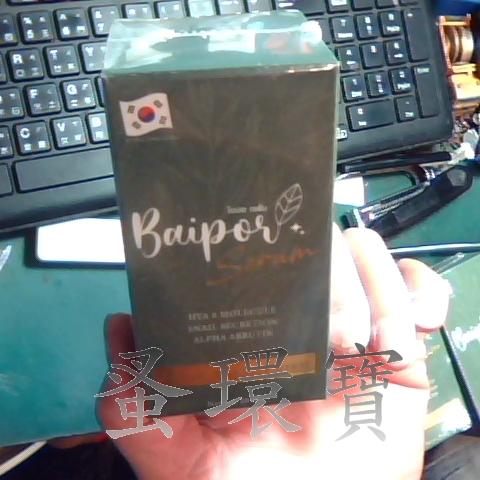 Baipor
Serum
HYA 8 MOLECULE
SNAIL SECRETION
ALPHA ARBUTIN
蚤環寶